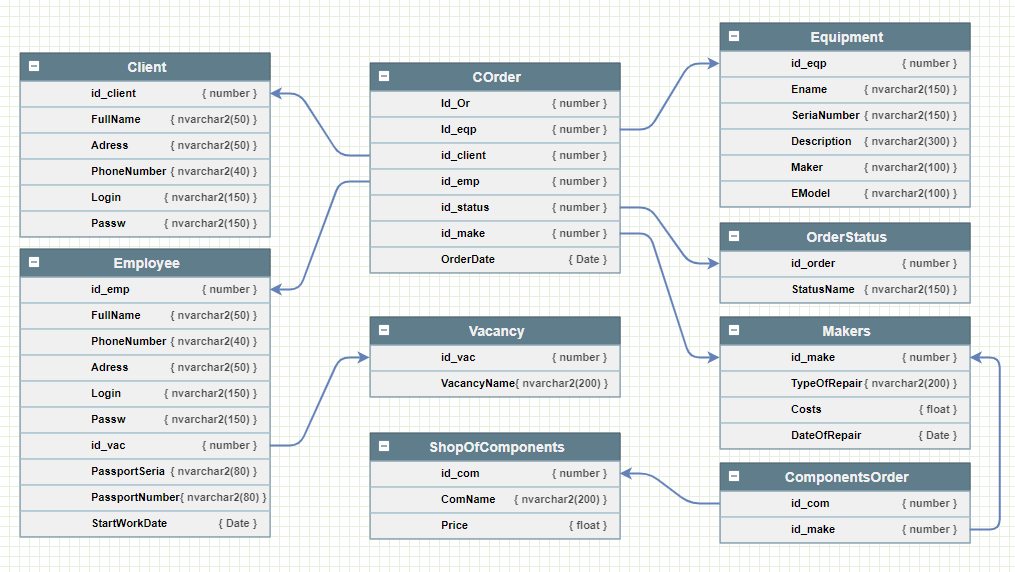 Client
id_client { number }
FullName { nvarchar2(50) }
Adress { nvarchar2(50) }
PhoneNumber { nvarchar2(40) }
Login { nvarchar2(150) }
Passw { nvarchar2(150) }
Employee
id_emp { number }
FullName { nvarchar2(50) }
PhoneNumber { nvarchar2(40) }
Adress { nvarchar2(50) }
Login { nvarchar2(150) }
Passw { nvarchar2(150) }
id_vac { number }
PassportSeria { nvarchar2(80) }
PassportNumber{ nvarchar2(80) }
StartWorkDate { Date }
COrder
Id_Or { number }
Id_eqp { number }
id_client { number }
id_emp { number }
id_status { number }
id_make { number }
OrderDate { Date }
Vacancy
id_vac { number }
VacancyName{ nvarchar2(200) }
ShopOfComponents
id_com { number }
ComName { nvarchar2(200) }
Price { float }
Equipment
id_eqp { number }
Ename { nvarchar2(150) }
SeriaNumber { nvarchar2(150) }
Description { nvarchar2(300) }
Maker { nvarchar2(100) }
EModel { nvarchar2(100) }
OrderStatus
id_order { number }
StatusName { nvarchar2(150) }
Makers
id_make { number }
TypeOfRepair{ nvarchar2(200) }
Costs { float }
DateOfRepair { Date }
ComponentsOrder
id_com { number }
id_make { number }